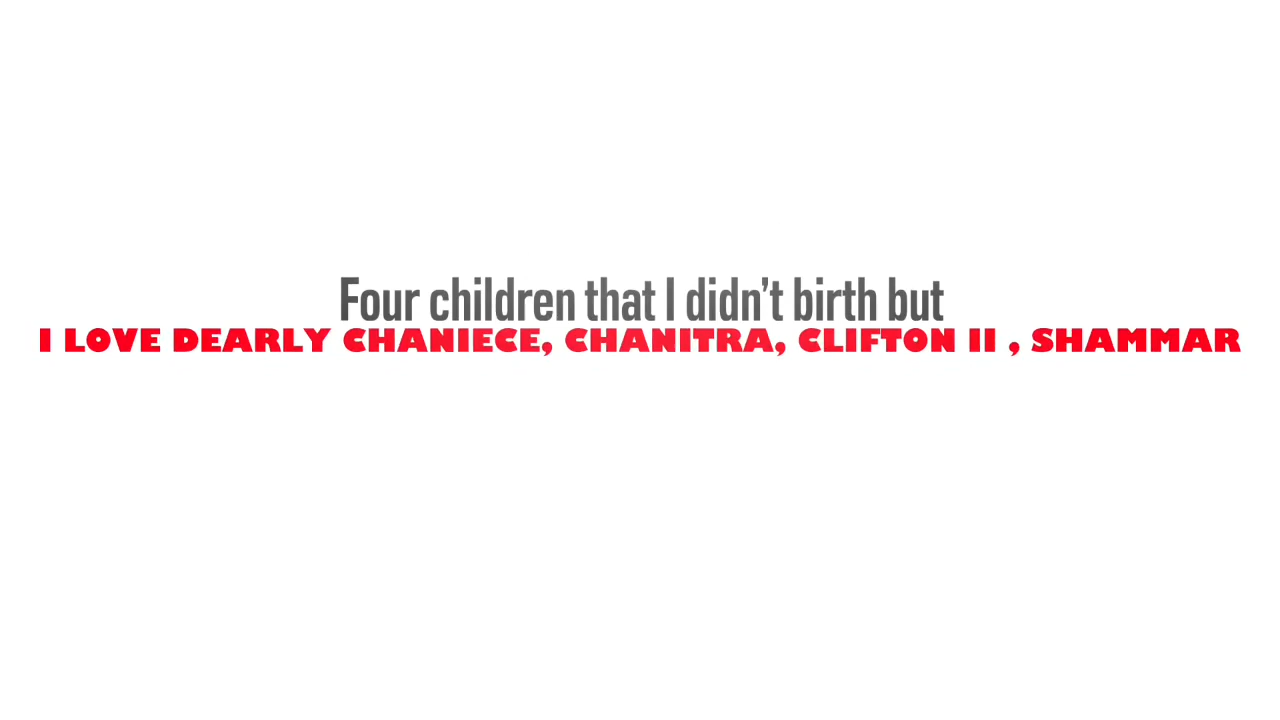 Four children that I didn’t birth but
I LOVE DEARLY CHANIECE, CHANITRA, CLIFTON II , SHAMMAR